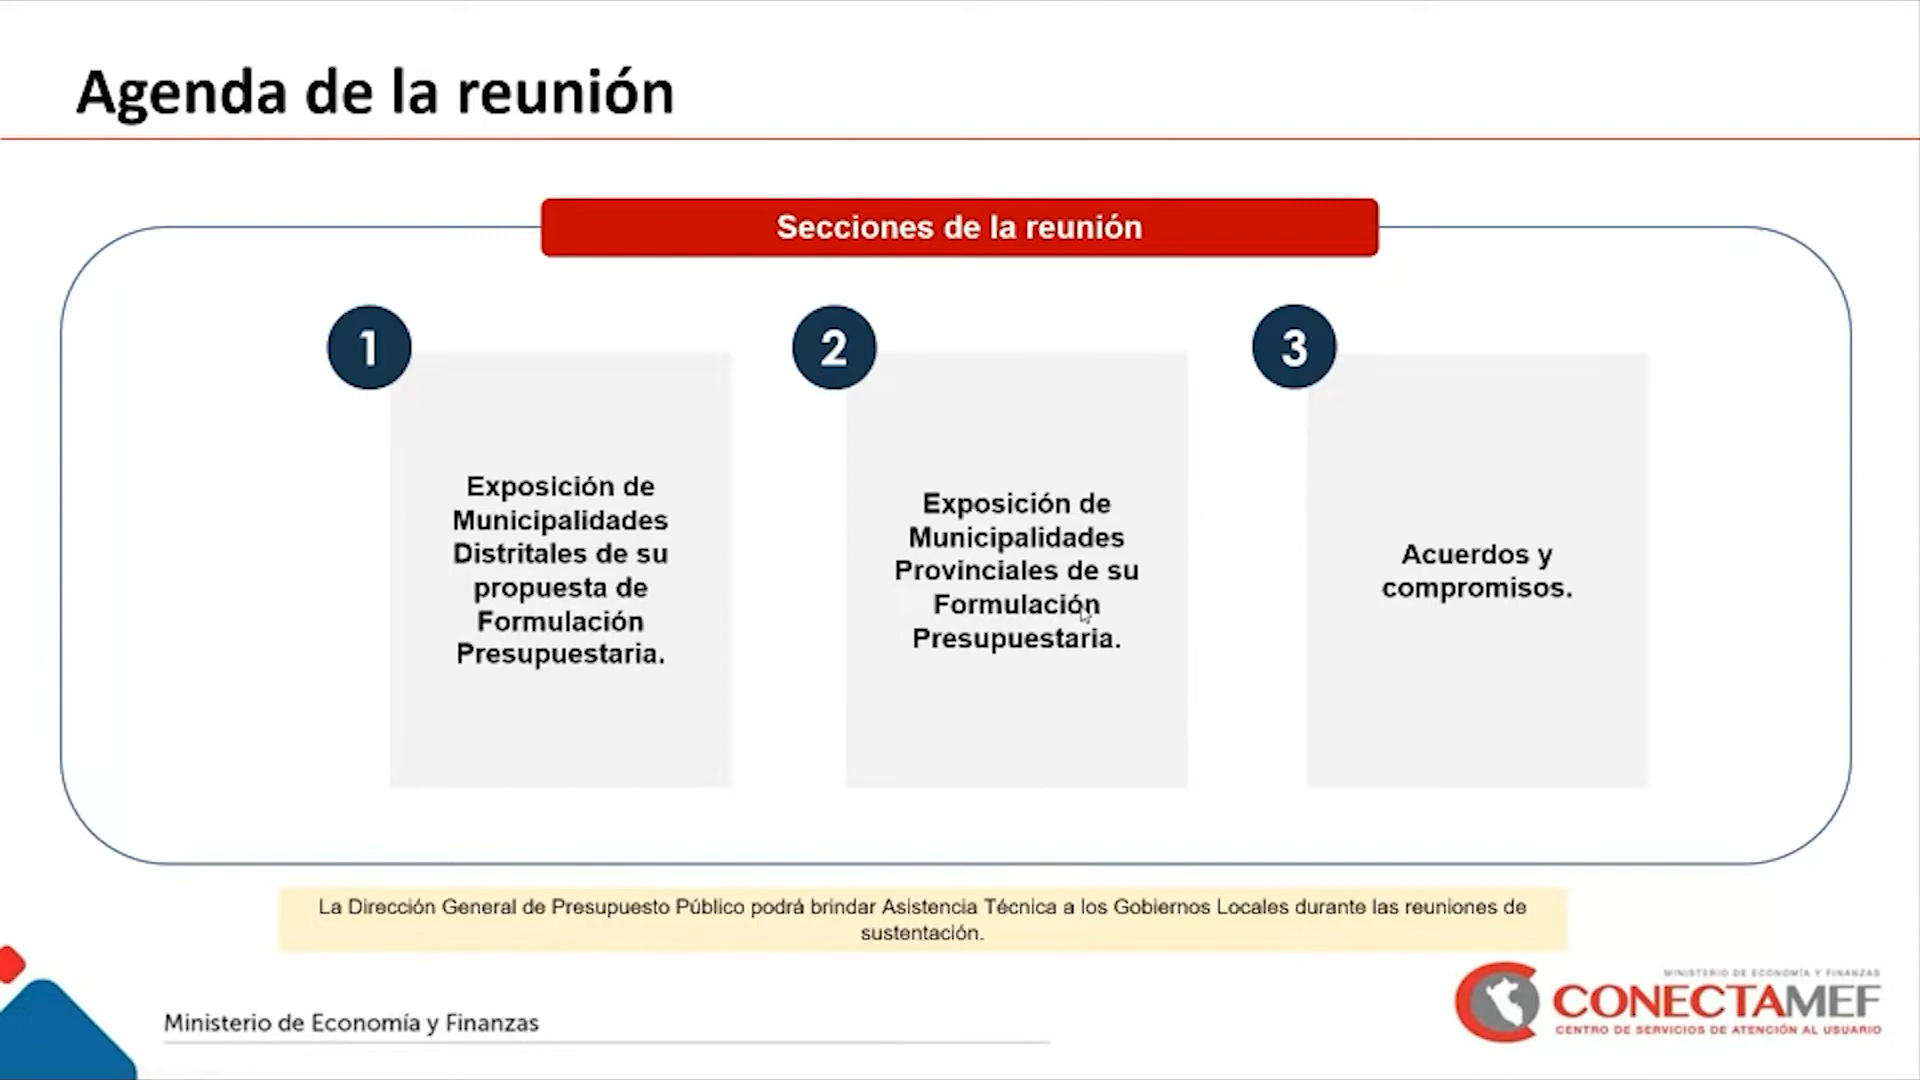 Agenda de la reunión
Secciones de la reunión
1
Exposición de
Municipalidades
Distritales de su
propuesta de
Formulación
Presupuestaria.
2
Exposición de
Municipalidades
Provinciales de su
Formulación
Presupuestaria.
3
Acuerdos y
compromisos.
La Dirección General de Presupuesto Público podrá brindar Asistencia Técnica a los Gobiernos Locales durante las reuniones de
sustentación.
Ministerio de Economía y Finanzas
MINISTERIO DE ECONOMÍA Y FINANZAS
CONECTAMEF
CENTRO DE SERVICIOS DE ATENCIÓN AL USUARIO